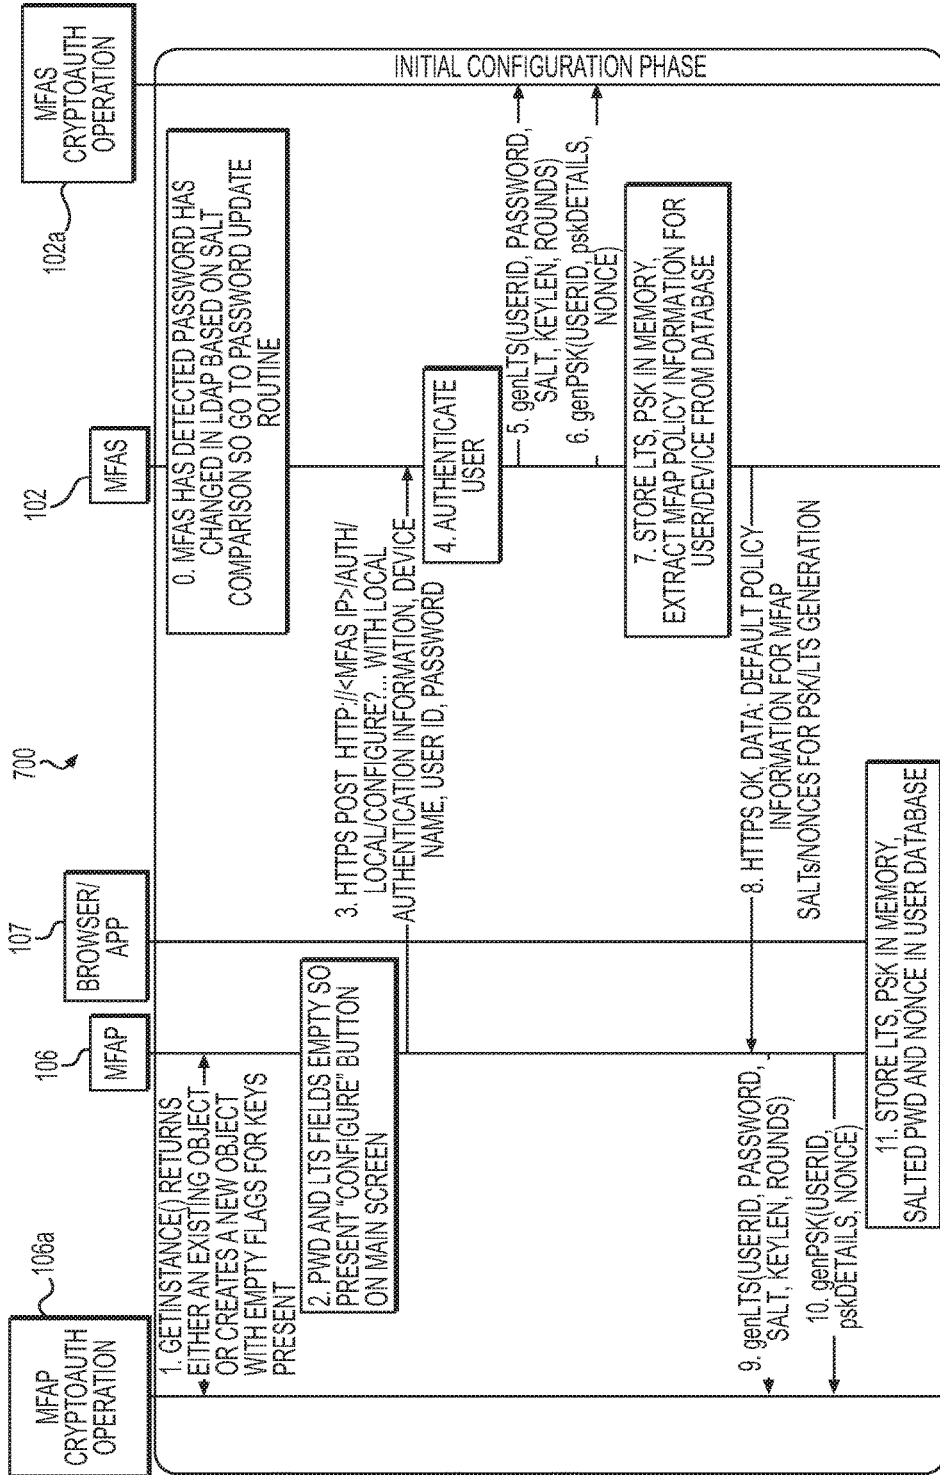 700
106a
MFAP
CRYPTOAUTH
OPERATION
106
MFAP
107
BROWSER/
APP
102
MFAS
102a
MFAS
CRYPTOAUTH
OPERATION
INITIAL CONFIGURATION PHASE
0. MFAS HAS DETECTED PASSWORD HAS
CHANGED IN LDAP BASED ON SALT
COMPARISON SO GO TO PASSWORD UPDATE
ROUTINE
1. GETINSTANCE() RETURNS
EITHER AN EXISTING OBJECT
OR CREATES A NEW OBJECT
WITH EMPTY FLAGS FOR KEYS
PRESENT
2. PWD AND LTS FIELDS EMPTY SO
PRESENT "CONFIGURE" BUTTON
ON MAIN SCREEN
3. HTTPS POST HTTP://<MFAS IP>/AUTH/
LOCAL/CONFIGURE?... WITH LOCAL
AUTHENTICATION INFORMATION, DEVICE
NAME, USER ID, PASSWORD
4. AUTHENTICATE
USER
5. genLTS(USERID, PASSWORD,
SALT, KEYLEN, ROUNDS)
6. genPSK(USERID, pskDETAILS,
NONCE)
7. STORE LTS, PSK IN MEMORY,
EXTRACT MFAP POLICY INFORMATION FOR
USER/DEVICE FROM DATABASE
8. HTTPS OK, DATA: DEFAULT POLICY
INFORMATION FOR MFAP
SALTs/NONCES FOR PSK/LTS GENERATION
9. genLTS(USERID, PASSWORD,
SALT, KEYLEN, ROUNDS)
10. genPSK(USERID,
pskDETAILS, NONCE)
11. STORE LTS, PSK IN MEMORY,
SALTED PWD AND NONCE IN USER DATABASE